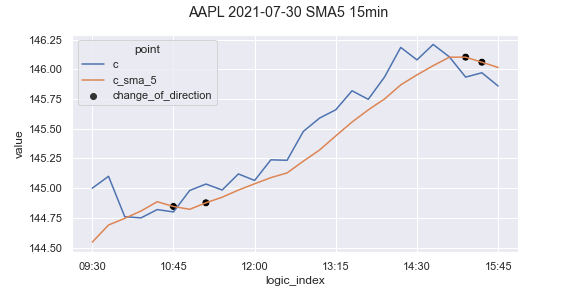 AAPL 2021-07-30 SMA5 15min
146.25
146.00
145.75
145.50
145.25
145.00
144.75
144.50
value
point
c
c_sma_5
change_of_direction
09:30
10:45
12:00
13:15
14:30
15:45
logic_index